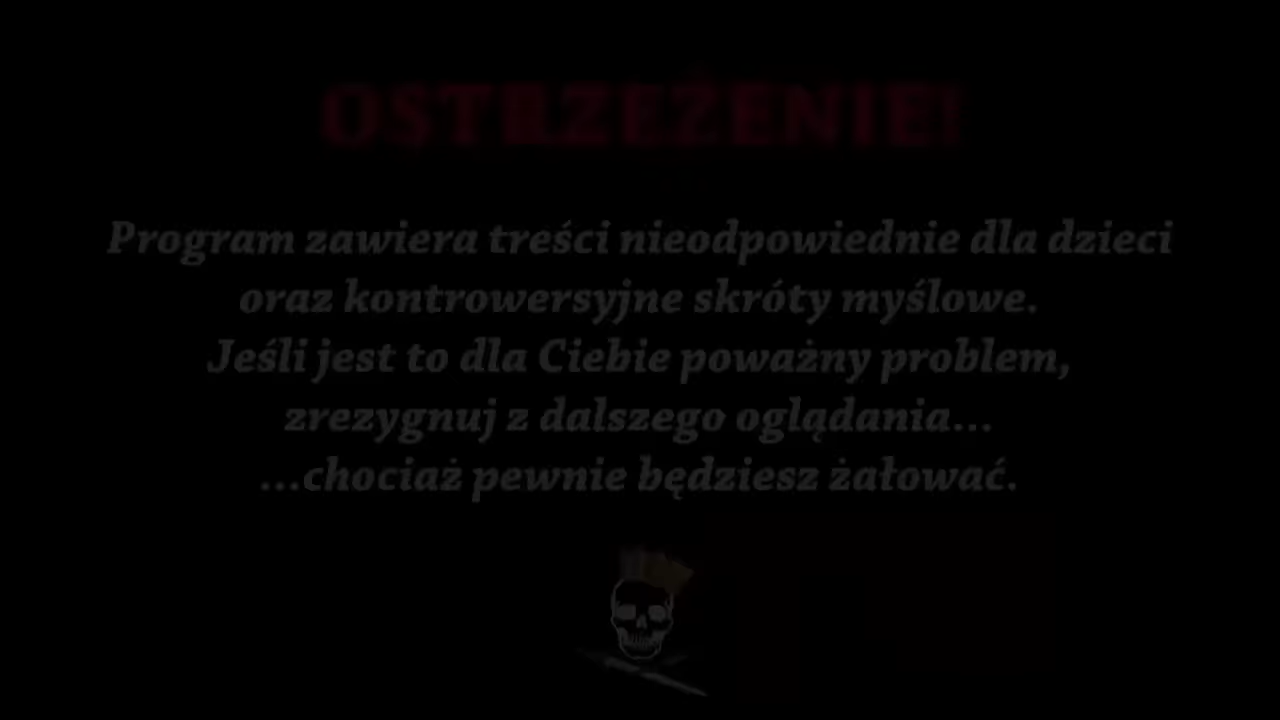 OSTRZEŻENIE!
Program zawiera treści nieodpowiednie dla dzieci
oraz kontrowersyjne skróty myślowe.
Jeśli jest to dla Ciebie poważny problem,
zrezygnuj z dalszego oglądania...
...chociaż pewnie będziesz żałować.